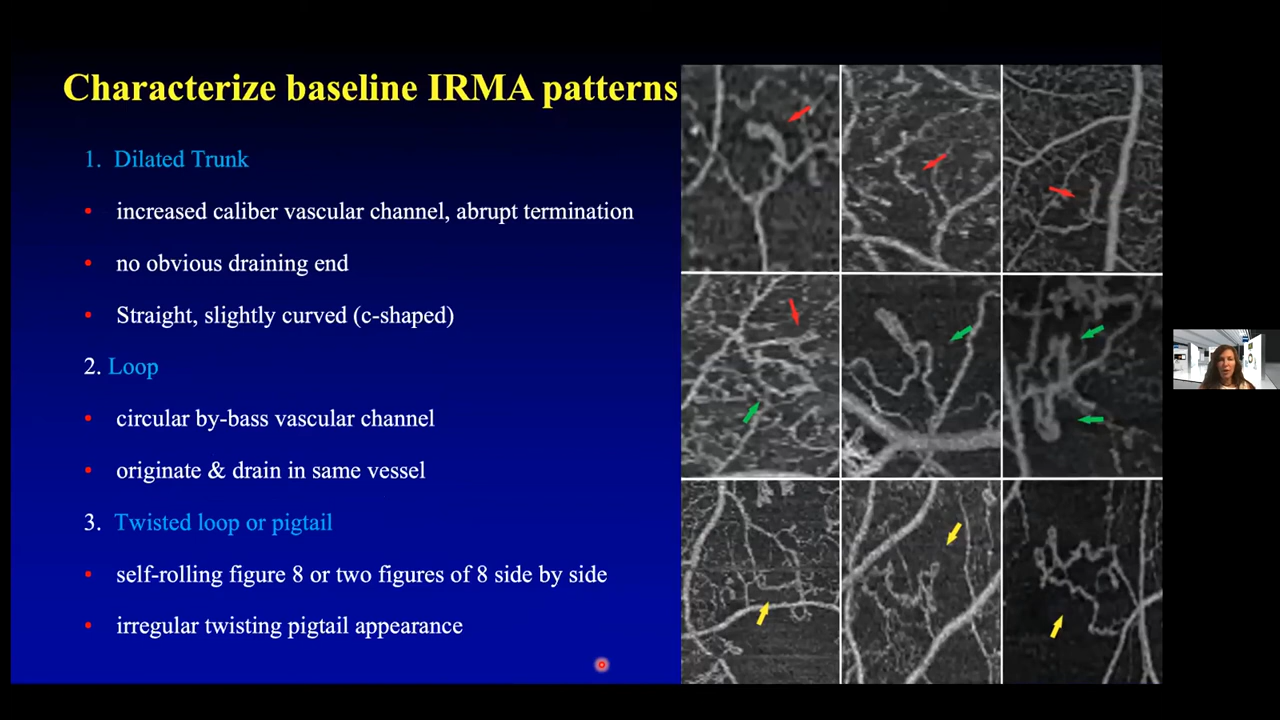 Characterize baseline IRMA patterns
1. Dilated Trunk
• increased caliber vascular channel, abrupt termination
• no obvious draining end
• Straight, slightly curved (c-shaped)
2. Loop
• circular by-bass vascular channel
• originate & drain in same vessel
3. Twisted loop or pigtail
• self-rolling figure 8 or two figures of 8 side by side
• irregular twisting pigtail appearance